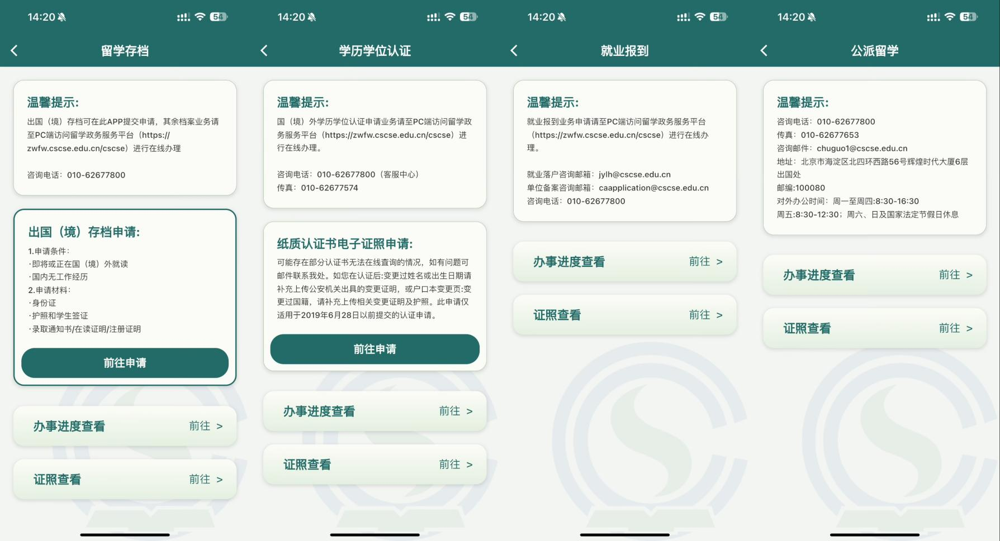 14:20
54
留学存档
温馨提示:
出国（境）存档可在此APP提交申请，其余档案业务请
至PC端访问留学政务服务平台（https://
zwfw.cscse.edu.cn/cscse）进行在线办理
咨询电话：010-62677800
出国（境）存档申请:
1.申请条件：
·即将或正在国（境）外就读
·国内无工作经历
2.申请材料：
·身份证
·护照和学生签证
·录取通知书/在读证明/注册证明
前往申请
办事进度查看
前往 >
证照查看
前往 >
14:20
54
学历学位认证
温馨提示:
国（境）外学历学位认证申请业务请至PC端访问留学政
务服务平台（https://zwfw.cscse.edu.cn/cscse）进
行在线办理。
咨询电话：010-62677800（客服中心）
传真：010-62677574
纸质认证书电子证照申请:
可能存在部分认证书无法在线查询的情况，如有问题可
邮件联系我处。如您在认证后:变更过姓名或出生日期请
补充上传公安机关出具的变更证明，或户口本变更页:变
更过国籍，请补充上传相关变更证明及护照。此申请仅
适用于2019年6月28日以前提交的认证申请。
前往申请
办事进度查看
前往 >
证照查看
前往 >
14:20
54
就业报到
温馨提示:
就业报到业务申请请至PC端访问留学政务服务平台
（https://zwfw.cscse.edu.cn/cscse）进行在线办
理。
就业落户咨询邮箱：jylh@cscse.edu.cn
单位备案咨询邮箱：caapplication@cscse.edu.cn
咨询电话：010-62677800
办事进度查看
前往 >
证照查看
前往 >
14:20
54
公派留学
温馨提示:
咨询电话：010-62677800
传真：010-62677653
咨询邮件：chuguo1@cscse.edu.cn
地址：北京市海淀区北四环西路56号辉煌时代大厦6层
出国处
邮编:100080
对外办公时间：周一至周四:8:30-16:30
周五:8:30-12:30；周六、日及国家法定节假日休息
办事进度查看
前往 >
证照查看
前往 >